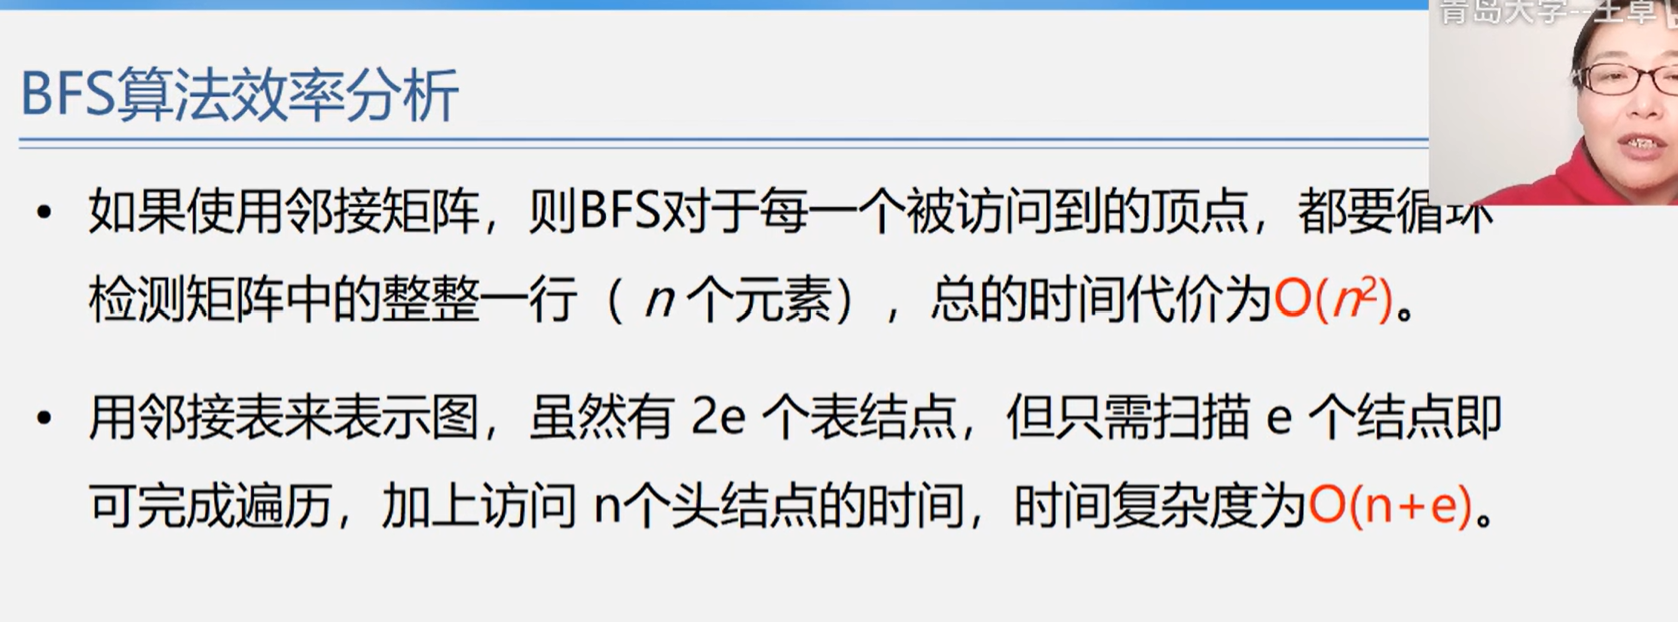 青岛大学--王卓
BFS算法效率分析
• 如果使用邻接矩阵，则BFS对于每一个被访问到的顶点，都要循环
检测矩阵中的整整一行（ n 个元素），总的时间代价为O(n²)。
• 用邻接表来表示图，虽然有 2e 个表结点，但只需扫描 e 个结点即
可完成遍历，加上访问 n个头结点的时间，时间复杂度为O(n+e)。